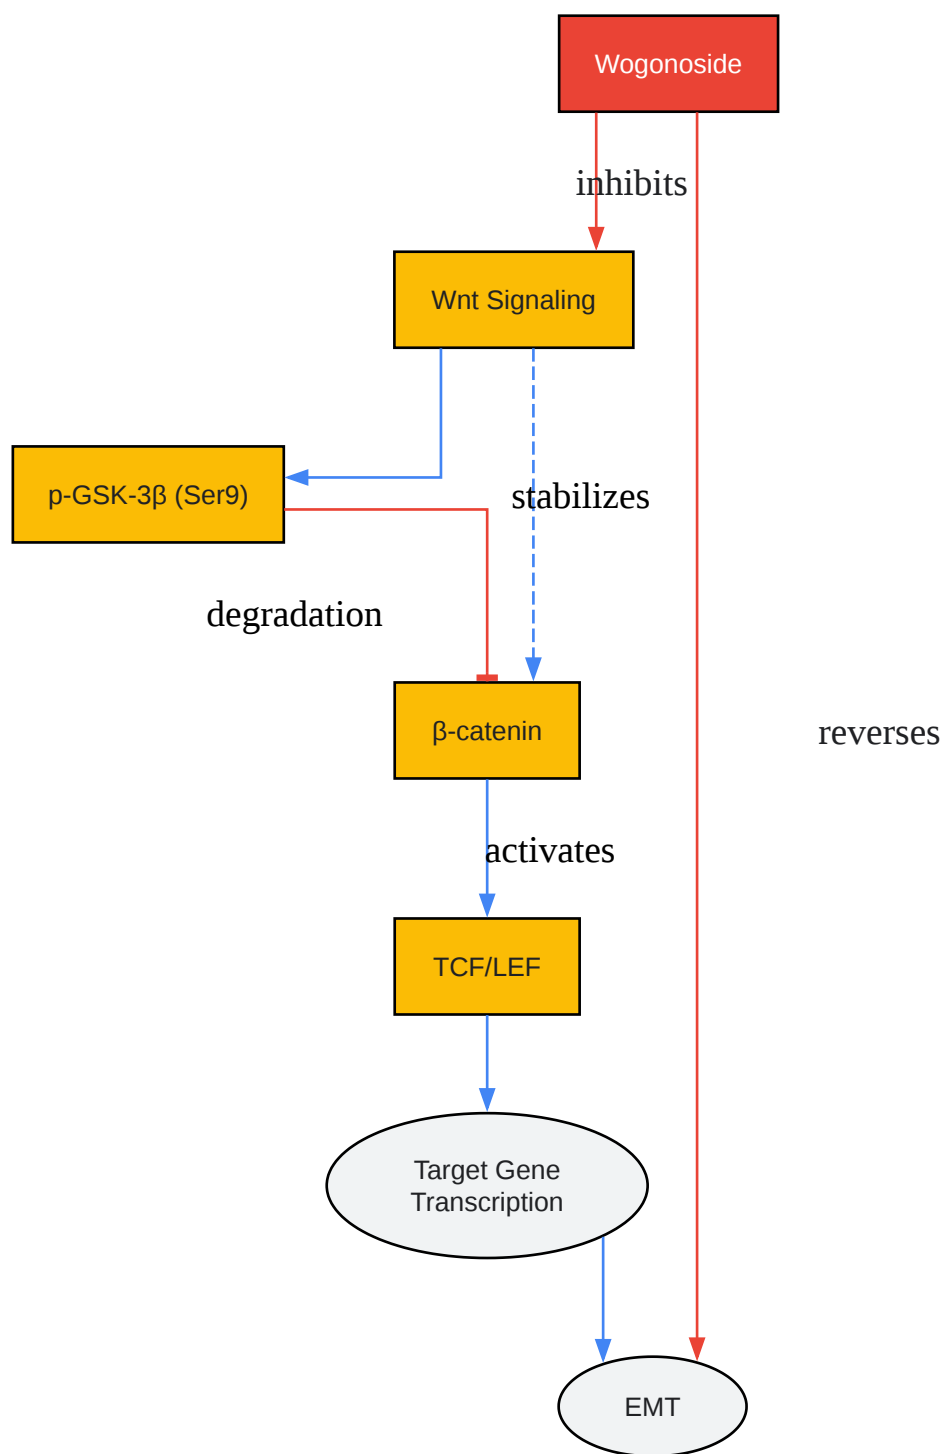 Wogonoside
inhibits
Wnt Signaling
p-GSK-3β (Ser9)
stabilizes
degradation
β-catenin
reverses
activates
TCF/LEF
Target Gene
Transcription
EMT